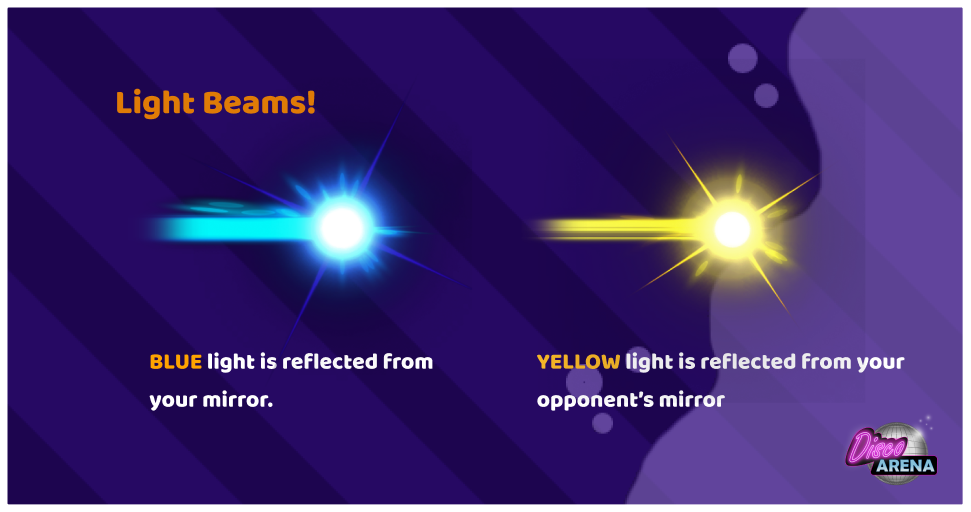 Light Beams!
BLUE light is reflected from
your mirror.
YELLOW light is reflected from your
opponent's mirror
Disco
ARENA